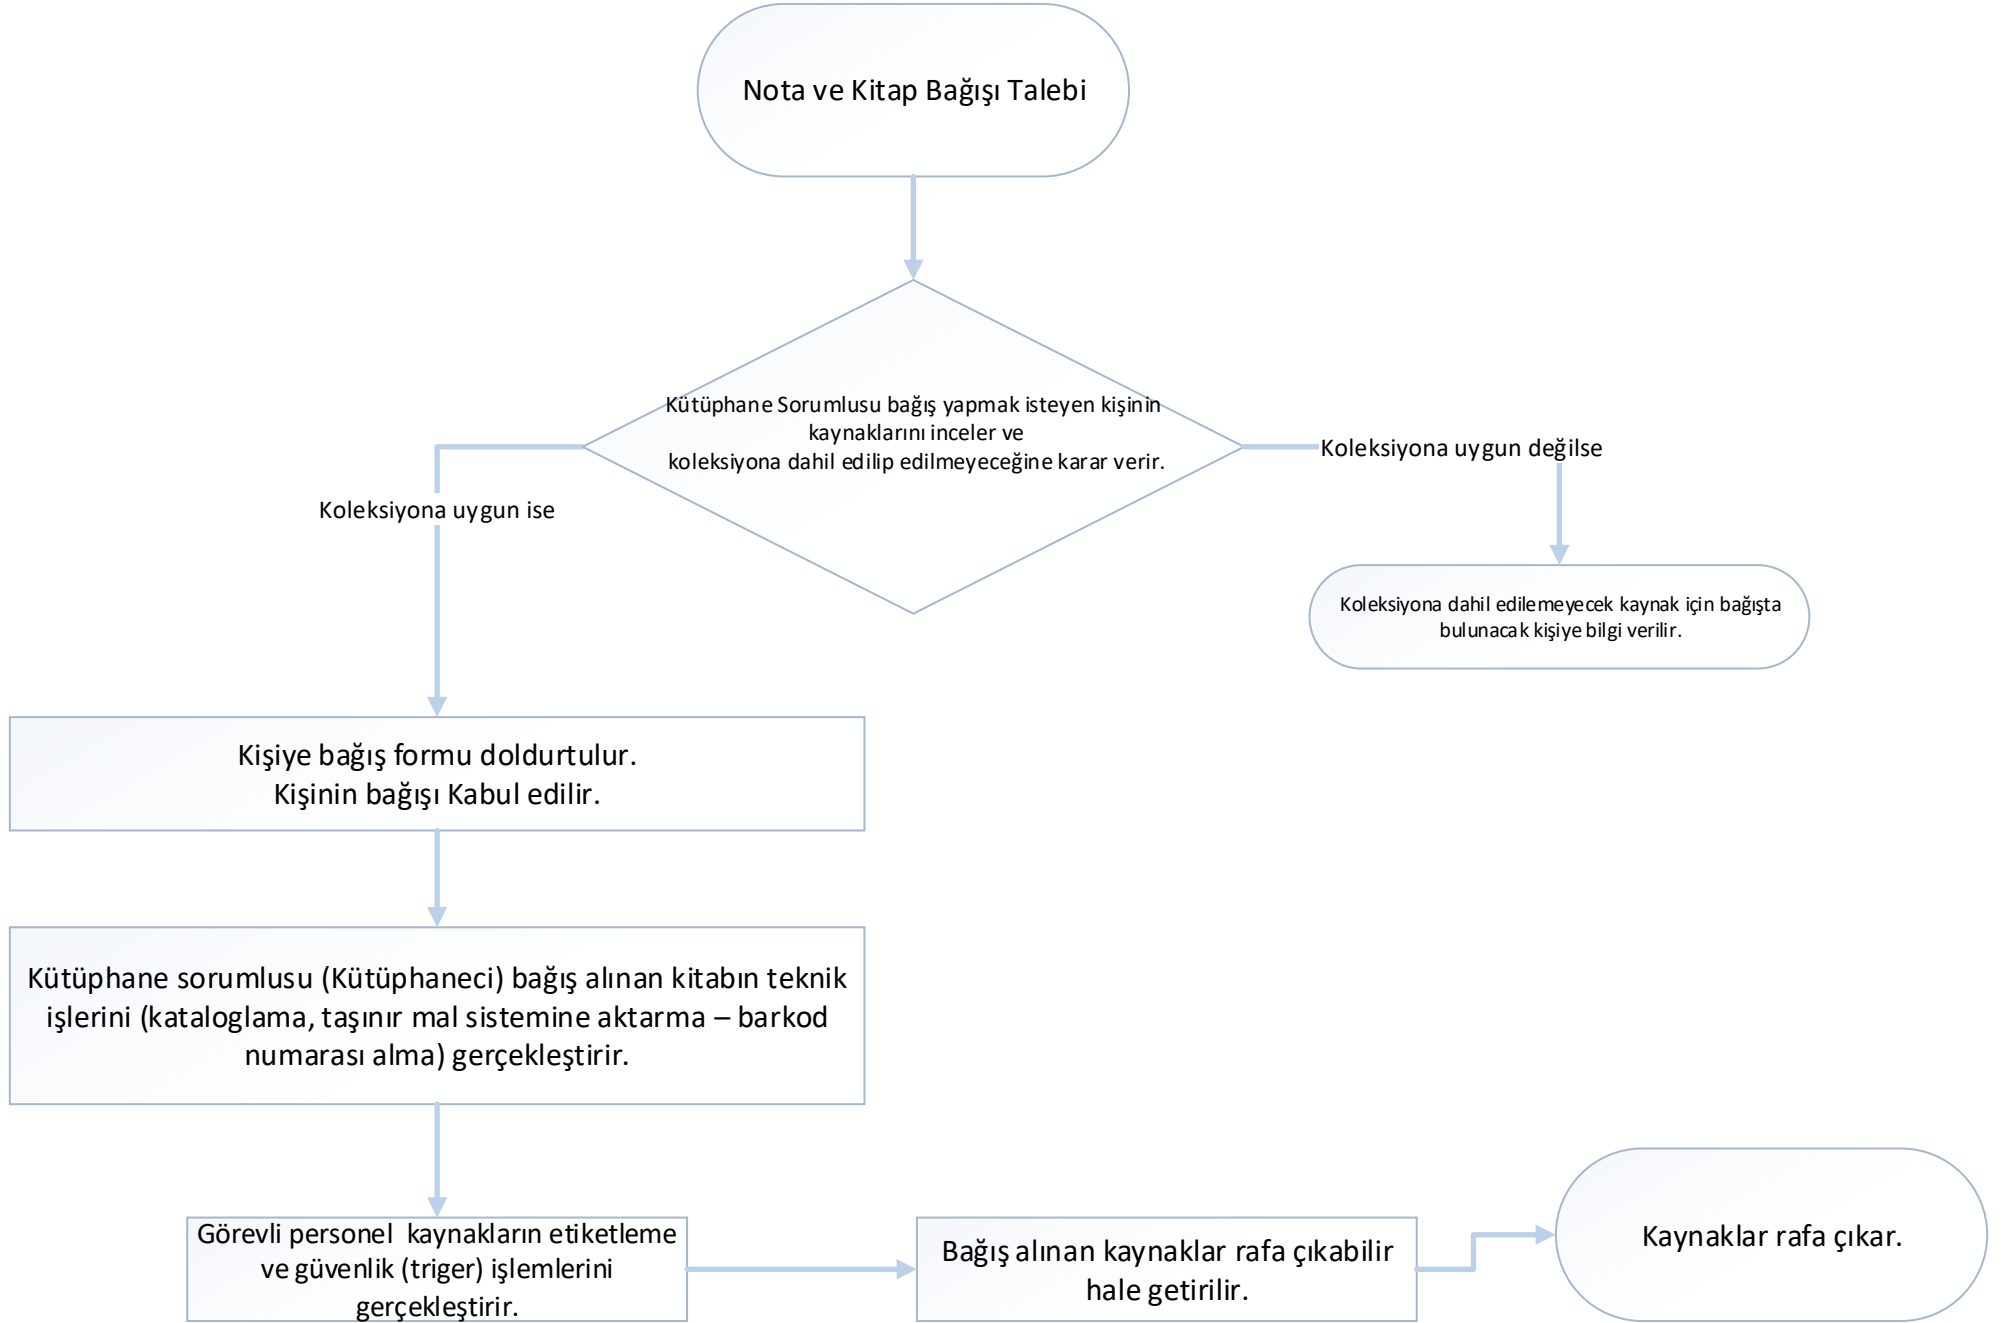 Nota ve Kitap Bağışı Talebi
Kütüphane Sorumlusu bağış yapmak isteyen kişinin
kaynaklarını inceler ve
koleksiyona dahil edilip edilmeyeceğine karar verir.
Koleksiyona uygun değilse
Koleksiyona uygun ise
Koleksiyona dahil edilemeyecek kaynak için bağışta
bulunacak kişiye bilgi verilir.
Kişiye bağış formu doldurtulur.
Kişinin bağışı Kabul edilir.
Kütüphane sorumlusu (Kütüphaneci) bağış alınan kitabın teknik
işlerini (kataloglama, taşınır mal sistemine aktarma – barkod
numarası alma) gerçekleştirir.
Görevli personel  kaynakların etiketleme
ve güvenlik (triger) işlemlerini
gerçekleştirir.
Bağış alınan kaynaklar rafa çıkabilir
hale getirilir.
Kaynaklar rafa çıkar.